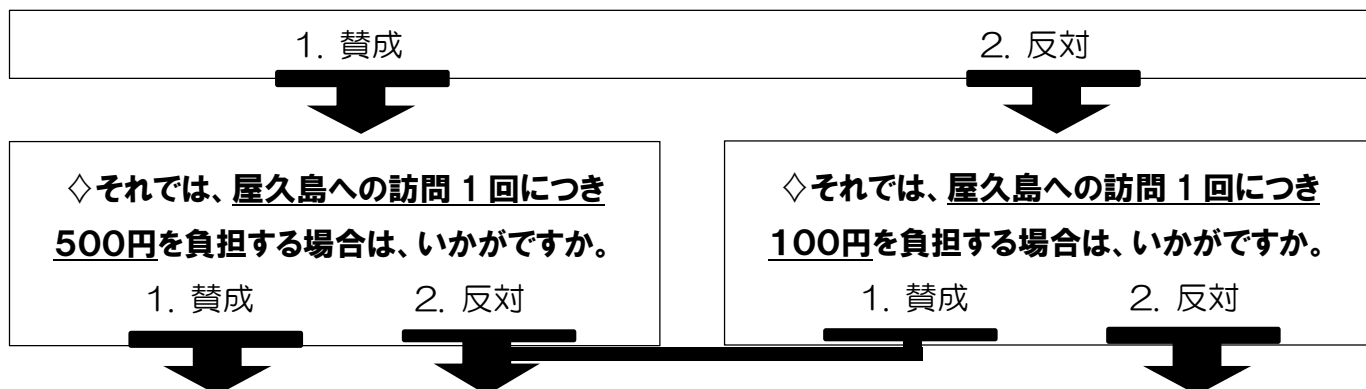 1. 賛成 2. 反対
◇それでは、屋久島への訪問 1 回につき
500円を負担する場合は、いかがですか。
1. 賛成 2. 反対
◇それでは、屋久島への訪問 1 回につき
100円を負担する場合は、いかがですか。
1. 賛成 2. 反対